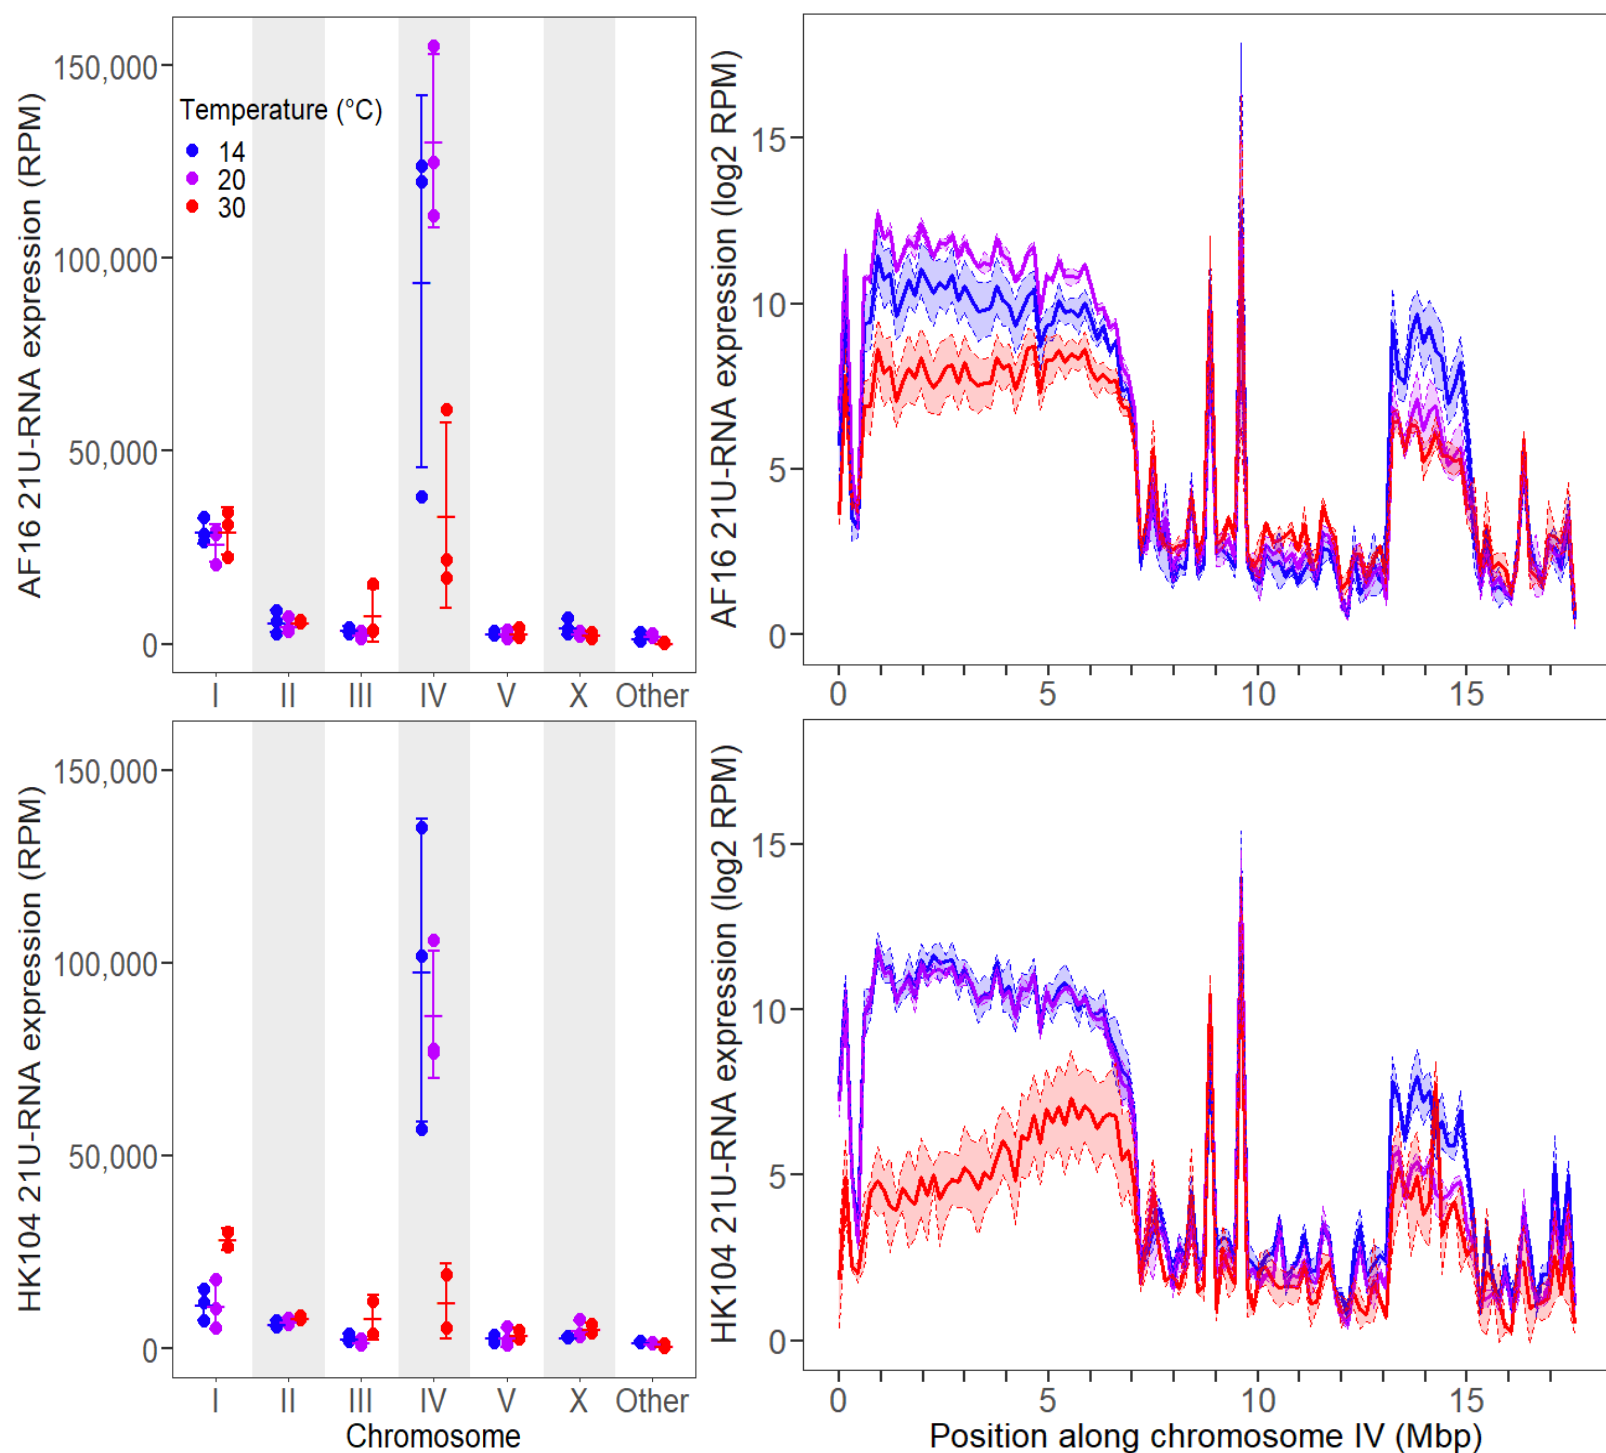 AF16 21U-RNA expression (RPM)
150,000
100,000
50,000
0
Temperature (°C)
14
20
30
I II III IV V X Other
AF16 21U-RNA expression (log2 RPM)
15
10
5
0
0 5 10 15
HK104 21U-RNA expression (RPM)
150,000
100,000
50,000
0
I II III IV V X Other
Chromosome
HK104 21U-RNA expression (log2 RPM)
15
10
5
0
0 5 10 15
Position along chromosome IV (Mbp)